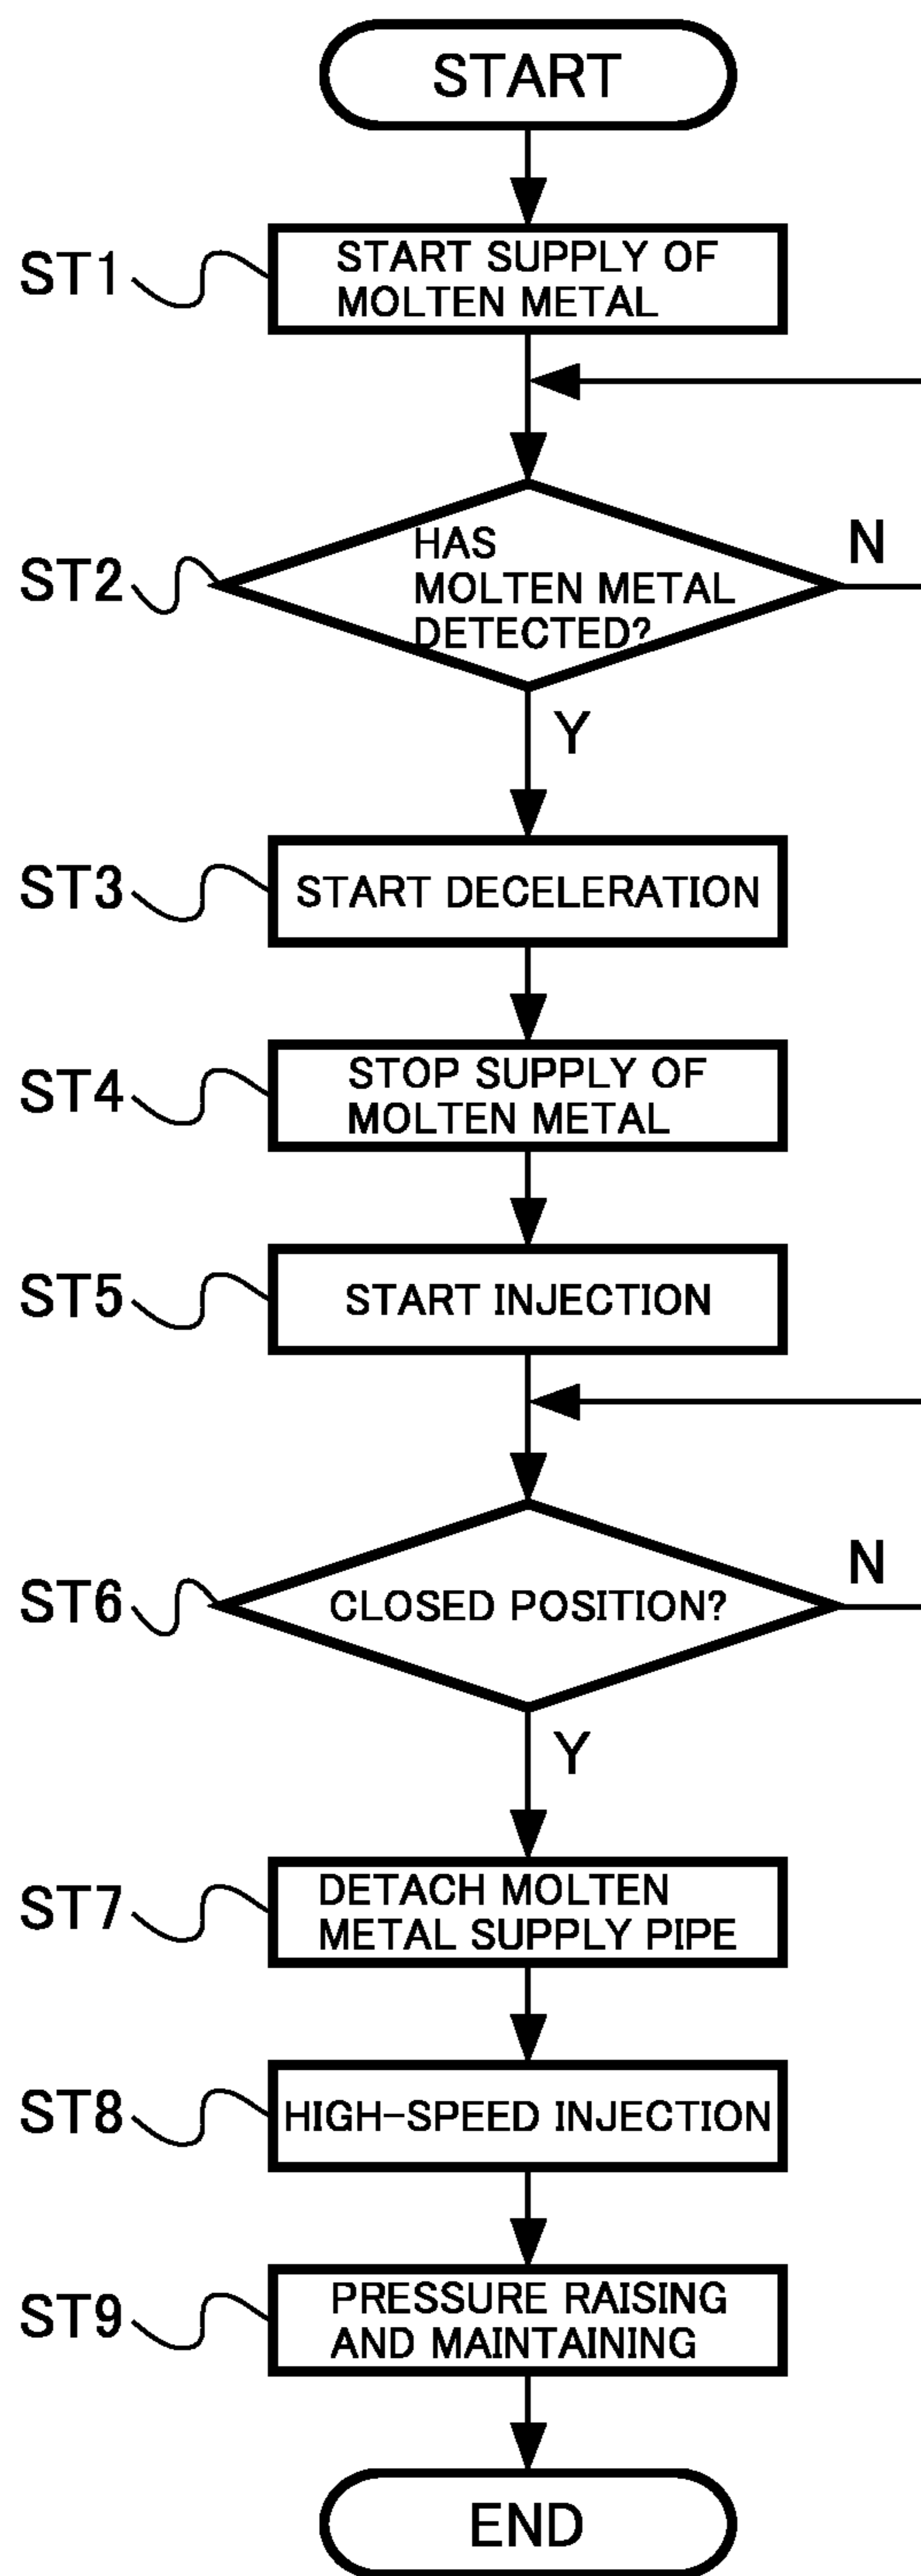 START
ST1
START SUPPLY OF
MOLTEN METAL
ST2
HAS
MOLTEN METAL
DETECTED?
N
Y
ST3
START DECELERATION
ST4
STOP SUPPLY OF
MOLTEN METAL
ST5
START INJECTION
ST6
CLOSED POSITION?
N
Y
ST7
DETACH MOLTEN
METAL SUPPLY PIPE
ST8
HIGH-SPEED INJECTION
ST9
PRESSURE RAISING
AND MAINTAINING
END